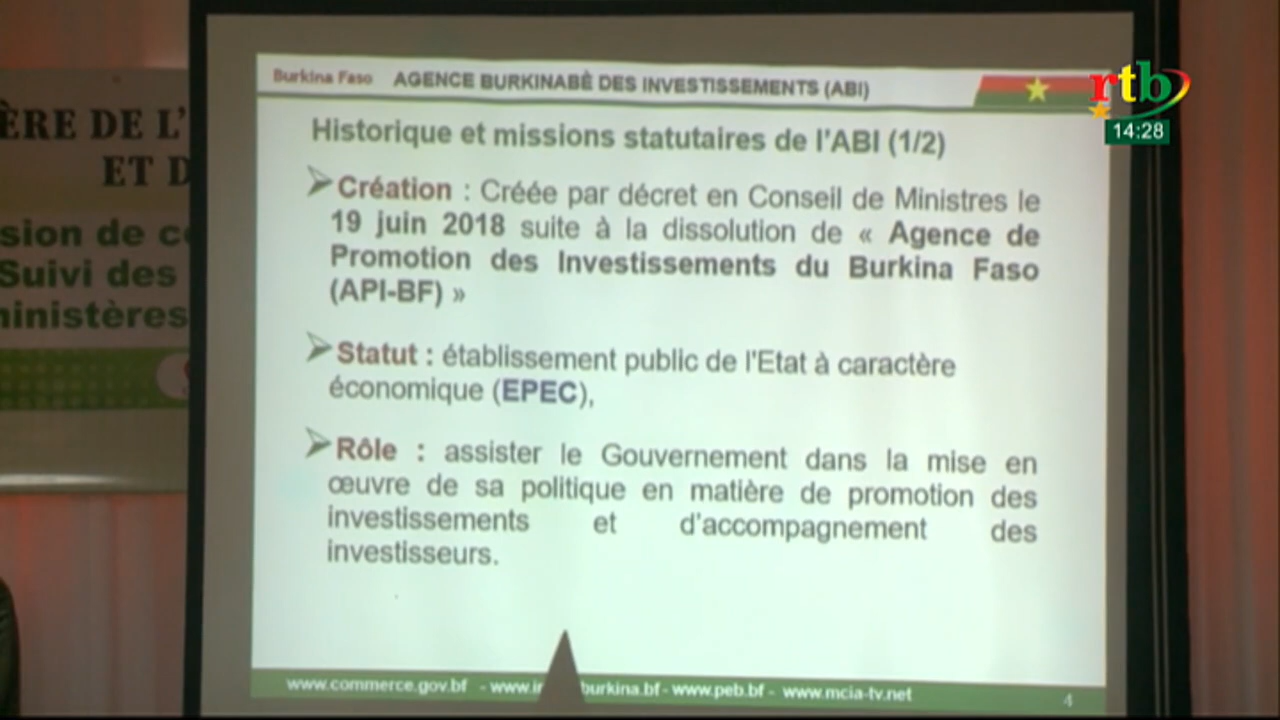 ÈRE DE L'
ET D
sion de c
Suivi des
ministères
Burkina Faso AGENCE BURKINABÈ DES INVESTISSEMENTS (ABI)
rtb
14:28
Historique et missions statutaires de l'ABI (1/2)
Création : Créée par décret en Conseil de Ministres le
19 juin 2018 suite à la dissolution de « Agence de
Promotion des Investissements du Burkina Faso
(API-BF) »
Statut : établissement public de l'Etat à caractère
économique (EPEC),
Rôle : assister le Gouvernement dans la mise en
œuvre de sa politique en matière de promotion des
investissements et d'accompagnement des
investisseurs.
www.commerce.gov.bf - www.i burkina.bf - www.peb.bf - www.mcia-tv.net
4